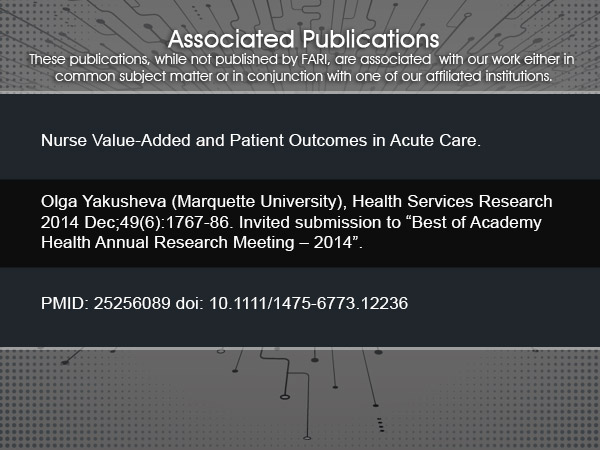 Associated Publications
These publications, while not published by FARI, are associated with our work either in
common subject matter or in conjunction with one of our affiliated institutions.
Nurse Value-Added and Patient Outcomes in Acute Care.
Olga Yakusheva (Marquette University), Health Services Research
2014 Dec;49(6):1767-86. Invited submission to “Best of Academy
Health Annual Research Meeting – 2014”.
PMID: 25256089 doi: 10.1111/1475-6773.12236